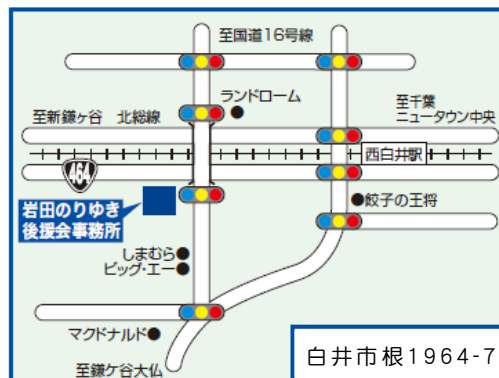 至国道16号線
ランドローム
至新鎌ヶ谷 北総線
至千葉
ニュータウン中央
西白井駅
464
岩田のりゆき
後援会事務所
餃子の王将
しまむら
ビッグ・エー
マクドナルド
至鎌ケ谷大仏
白井市根1964-7